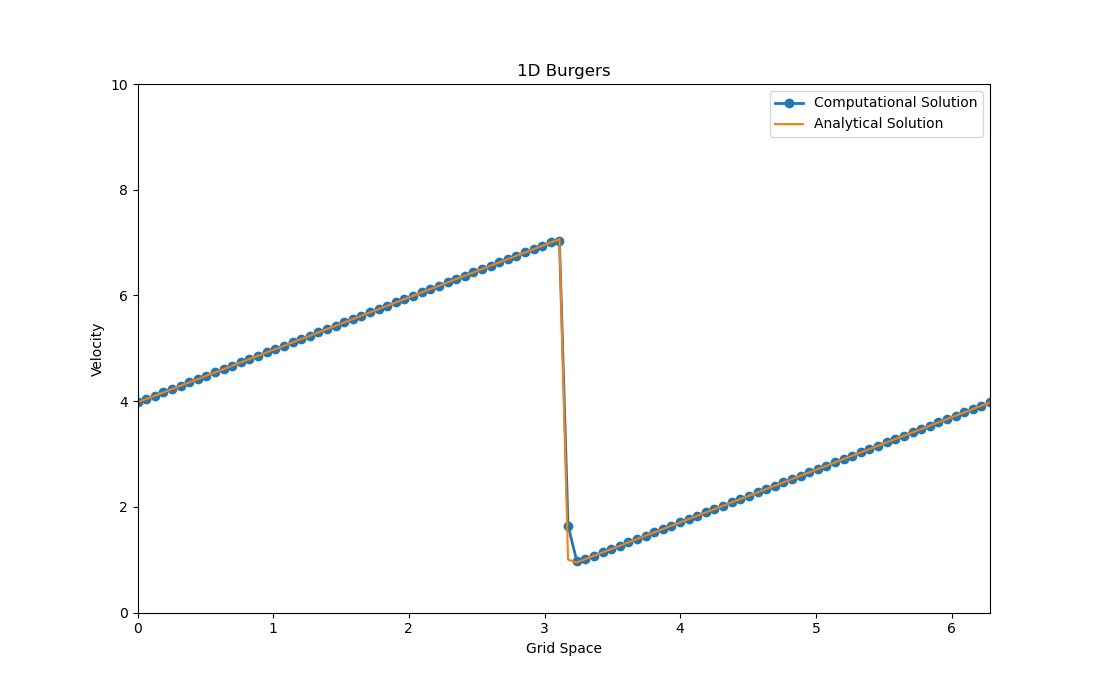 1D Burgers
Computational Solution
Analytical Solution
10
8
6
4
2
0
Velocity
0 1 2 3 4 5 6
Grid Space